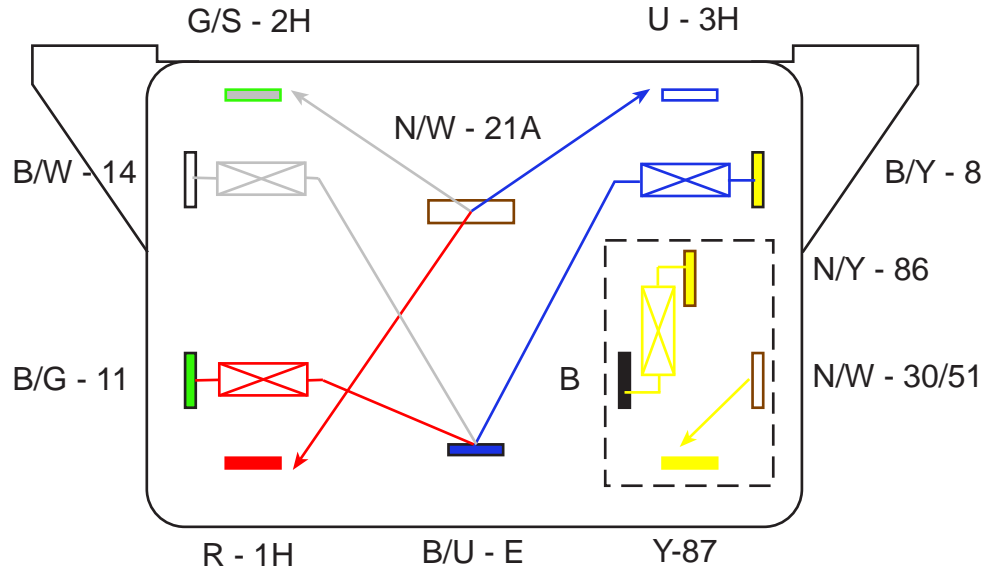 G/S - 2H
U - 3H
N/W - 21A
B/W - 14
B/Y - 8
N/Y - 86
B/G - 11
B
N/W - 30/51
R - 1H
B/U - E
Y-87